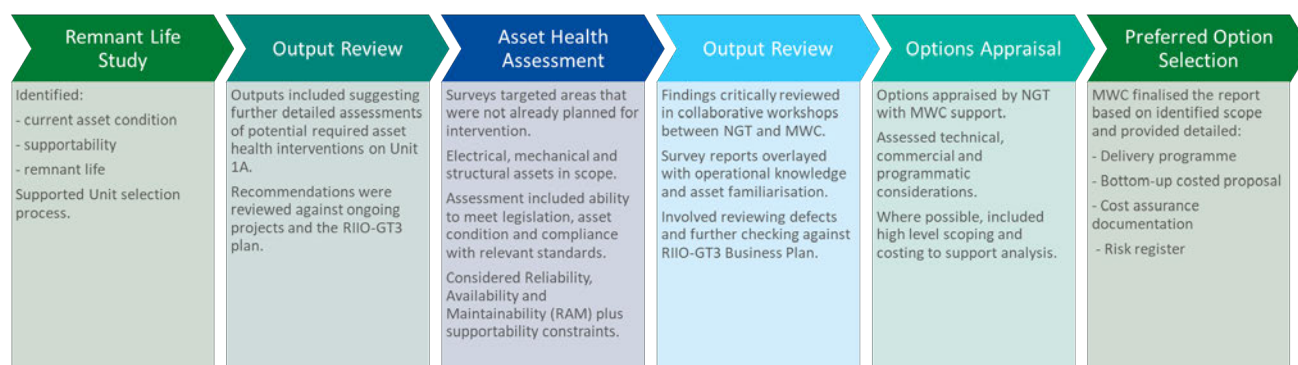 Remnant Life
Study
Identified:
- current asset condition
- supportability
- remnant life
Supported Unit selection
process.
Output Review
Outputs included suggesting
further detailed assessments
of potential required asset
health interventions on Unit
1A.
Recommendations were
reviewed against ongoing
projects and the RIIO-GT3
plan.
Asset Health
Assessment
Surveys targeted areas that
were not already planned for
intervention.
Electrical, mechanical and
structural assets in scope.
Assessment included ability
to meet legislation, asset
condition and compliance
with relevant standards.
Considered Reliability,
Availability and
Maintainability (RAM) plus
supportability constraints.
Output Review
Findings critically reviewed
in collaborative workshops
between NGT and MWC.
Survey reports overlayed
with operational knowledge
and asset familiarisation.
Involved reviewing defects
and further checking against
RIIO-GT3 Business Plan.
Options Appraisal
Options appraised by NGT
with MWC support.
Assessed technical,
commercial and
programmatic
considerations.
Where possible, included
high level scoping and
costing to support analysis.
Preferred Option
Selection
MWC finalised the report
based on identified scope
and provided detailed:
- Delivery programme
- Bottom-up costed proposal
- Cost assurance
documentation
- Risk register